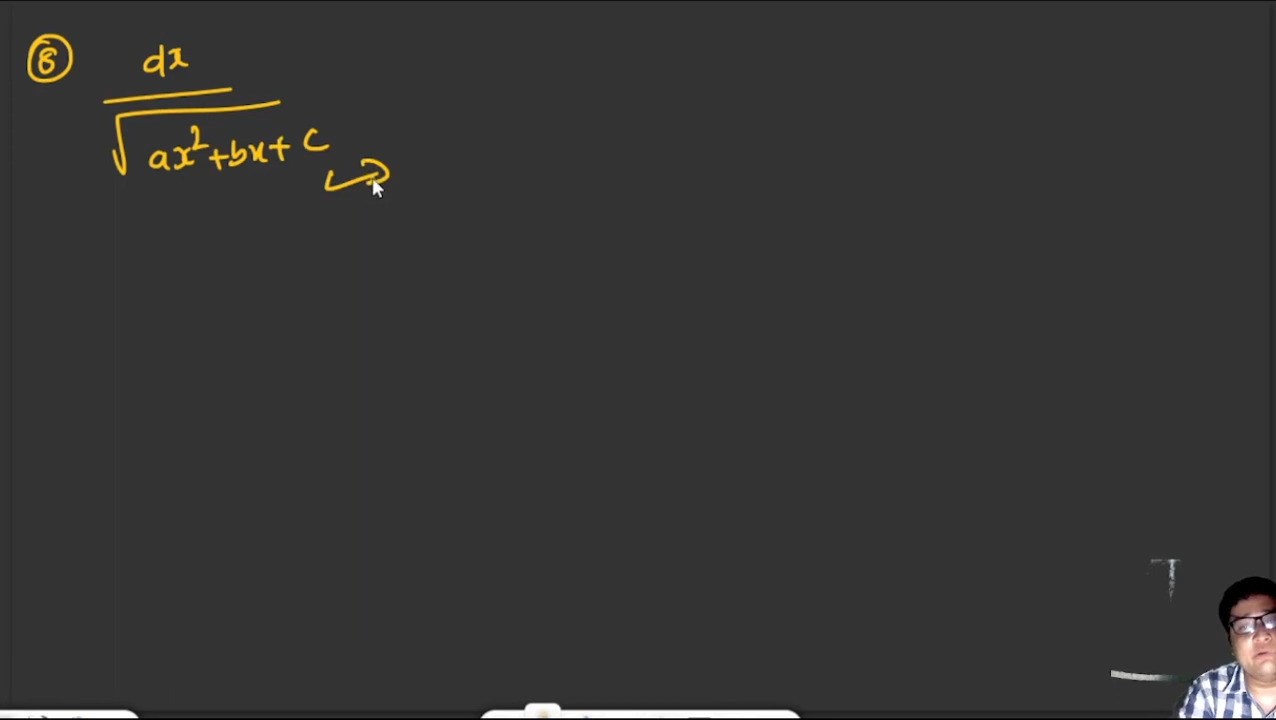 ⑧ dx
√ax²+bx+c